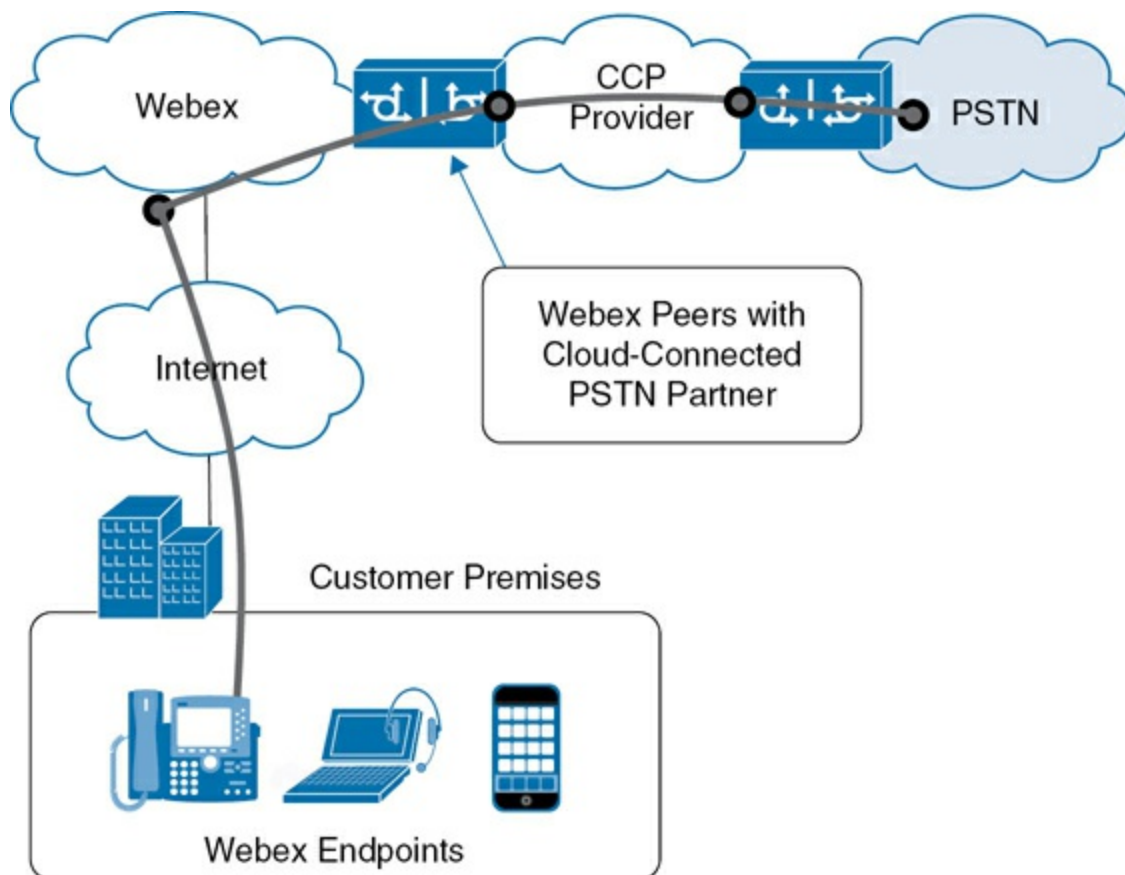 Webex
CCP
Provider
PSTN
Webex Peers with
Cloud-Connected
PSTN Partner
Internet
Customer Premises
Webex Endpoints